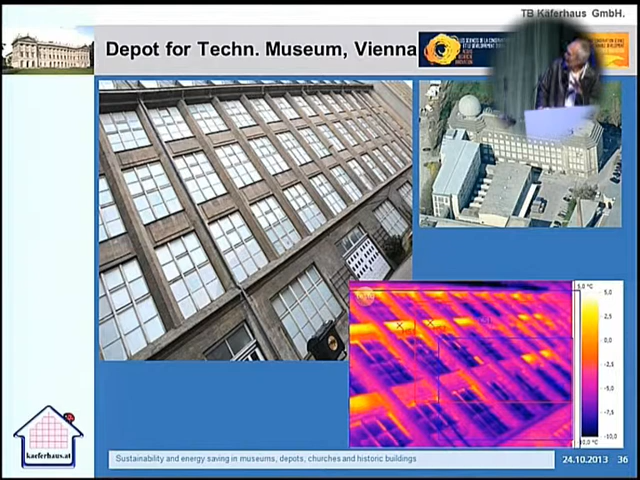 TB Käferhaus GmbH.
Depot for Techn. Museum, Vienna
5,0 °C
5,0
2,5
0,0
-2,5
-5,0
-7,5
-10,0
kaeferhaus.at
Sustainability and energy saving in museums, depots, churches and historic buildings
24.10.2013 36